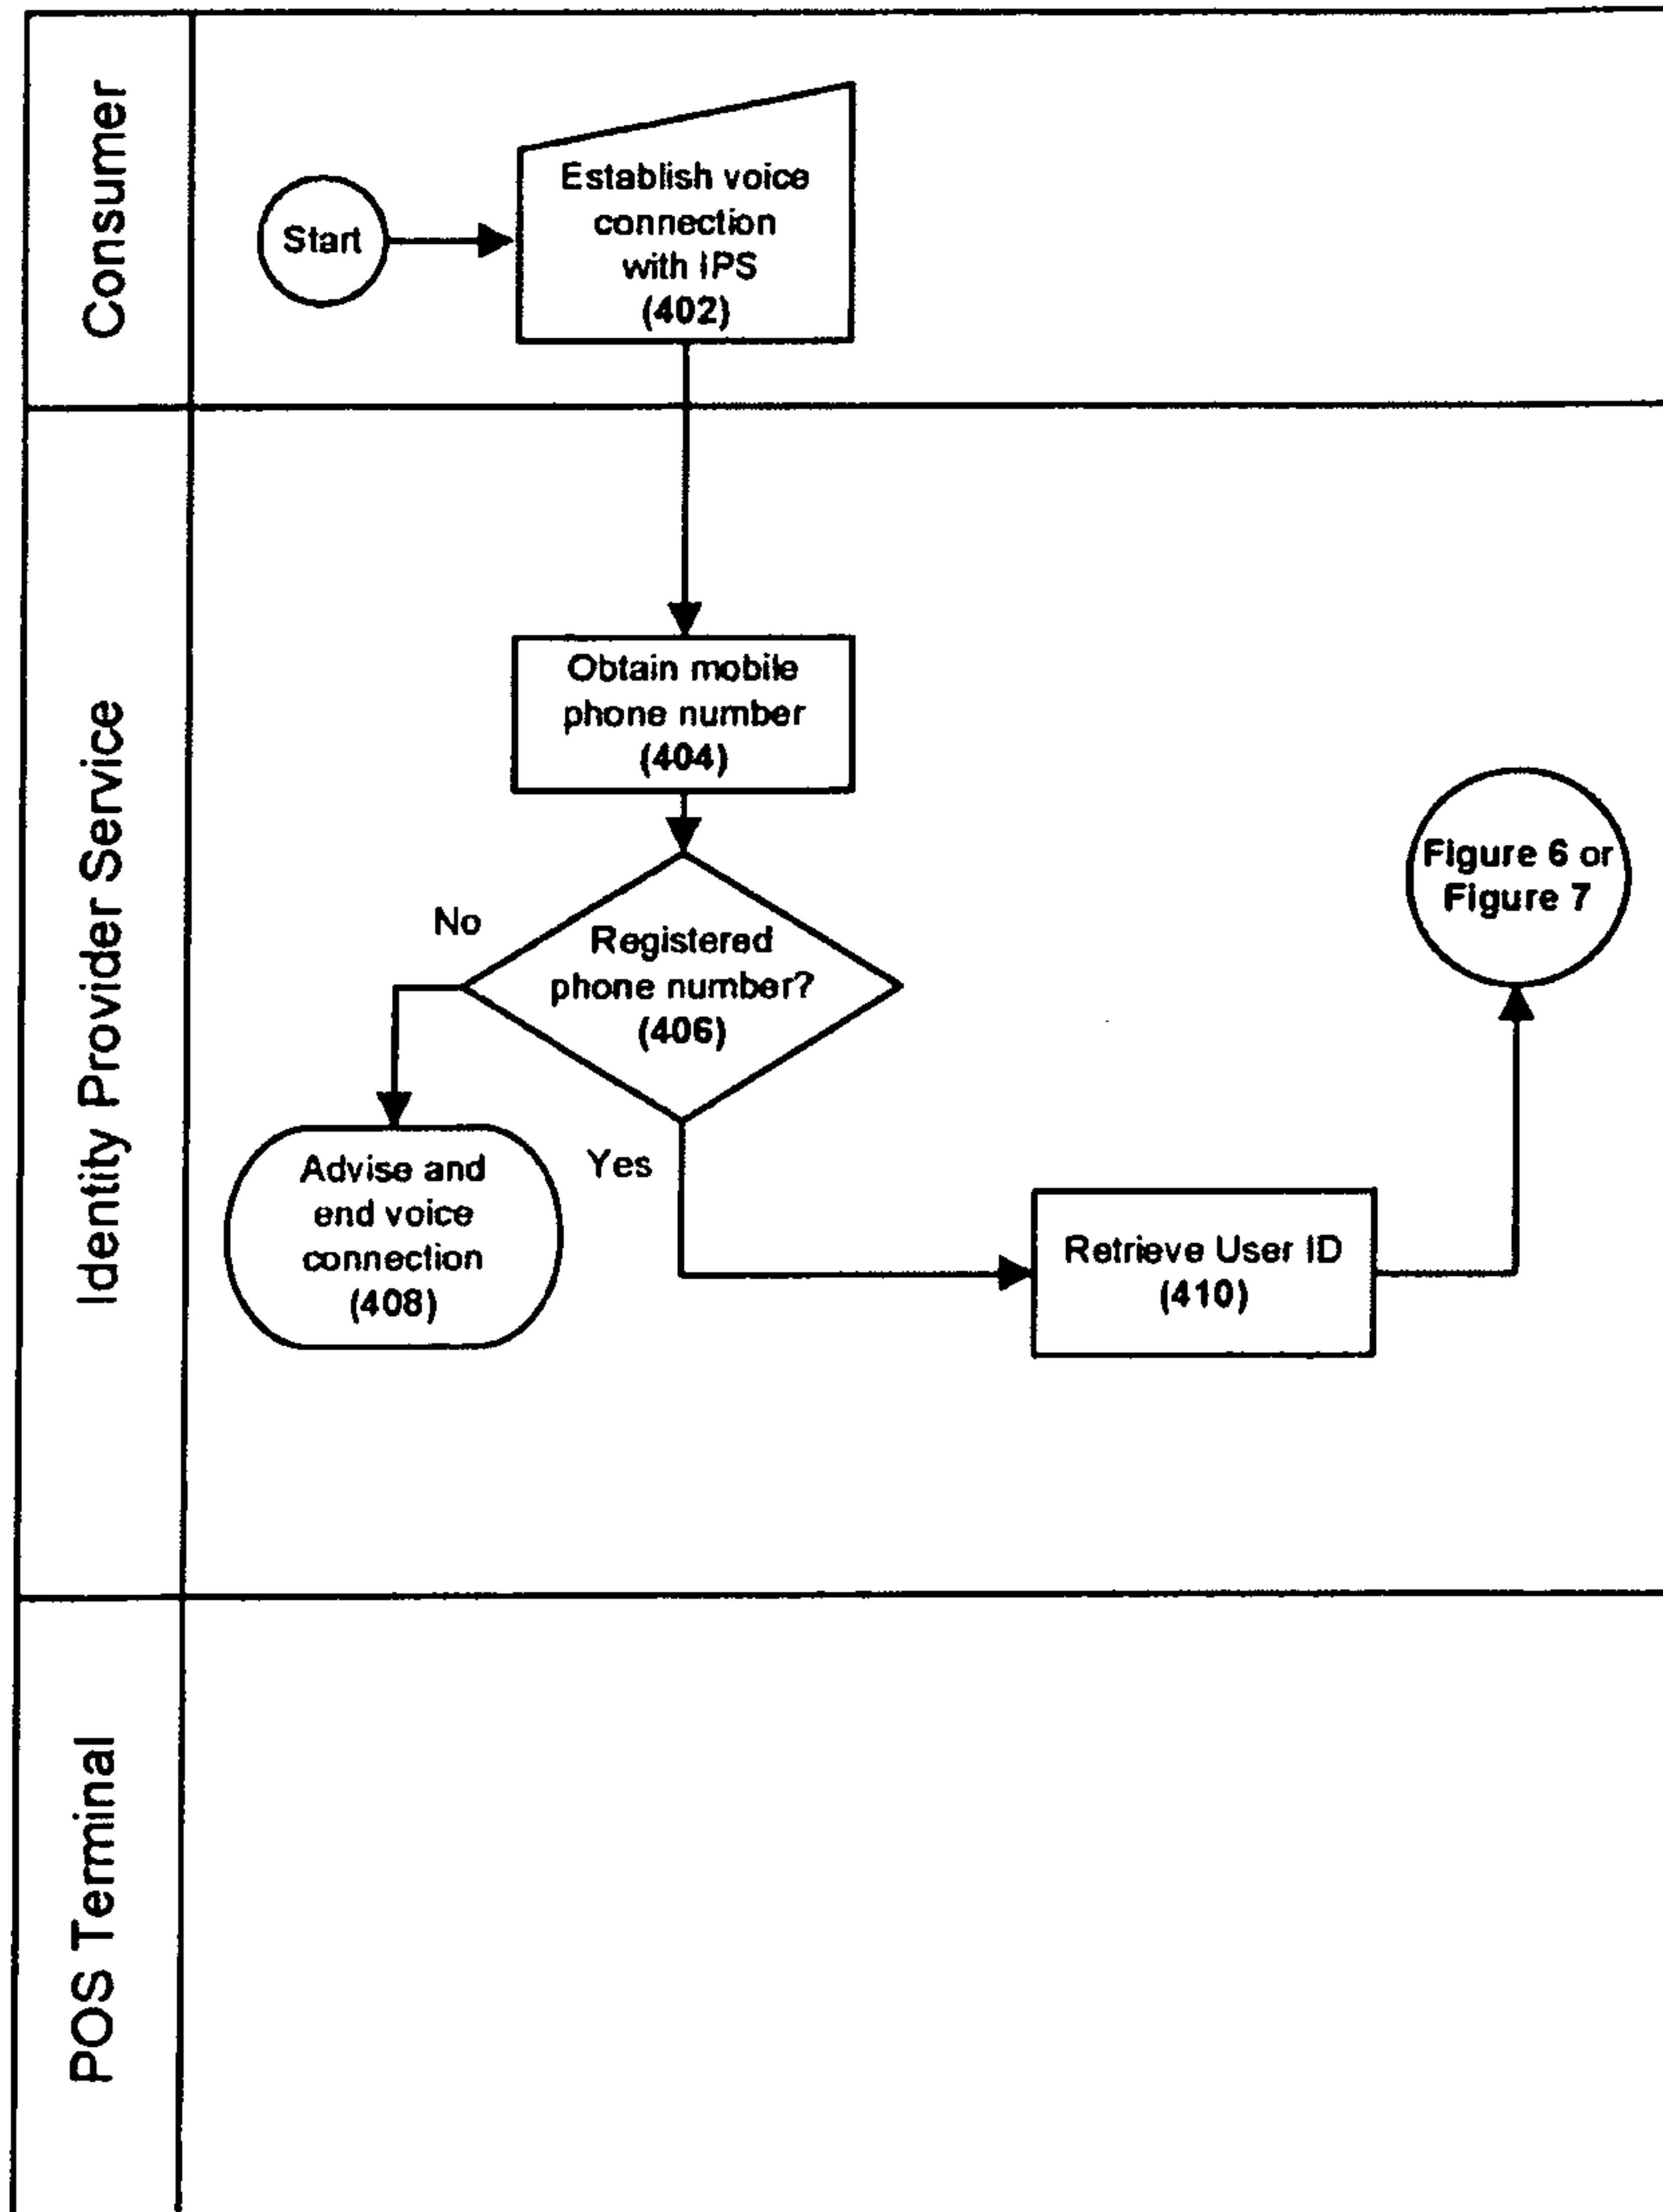 Consumer
Start
Establish voice
connection
with IPS
(402)
Identity Provider Service
Obtain mobile
phone number
(404)
Figure 6 or
Figure 7
No
Registered
phone number?
(406)
Advise and
end voice
connection
(408)
Yes
Retrieve User ID
(410)
POS Terminal